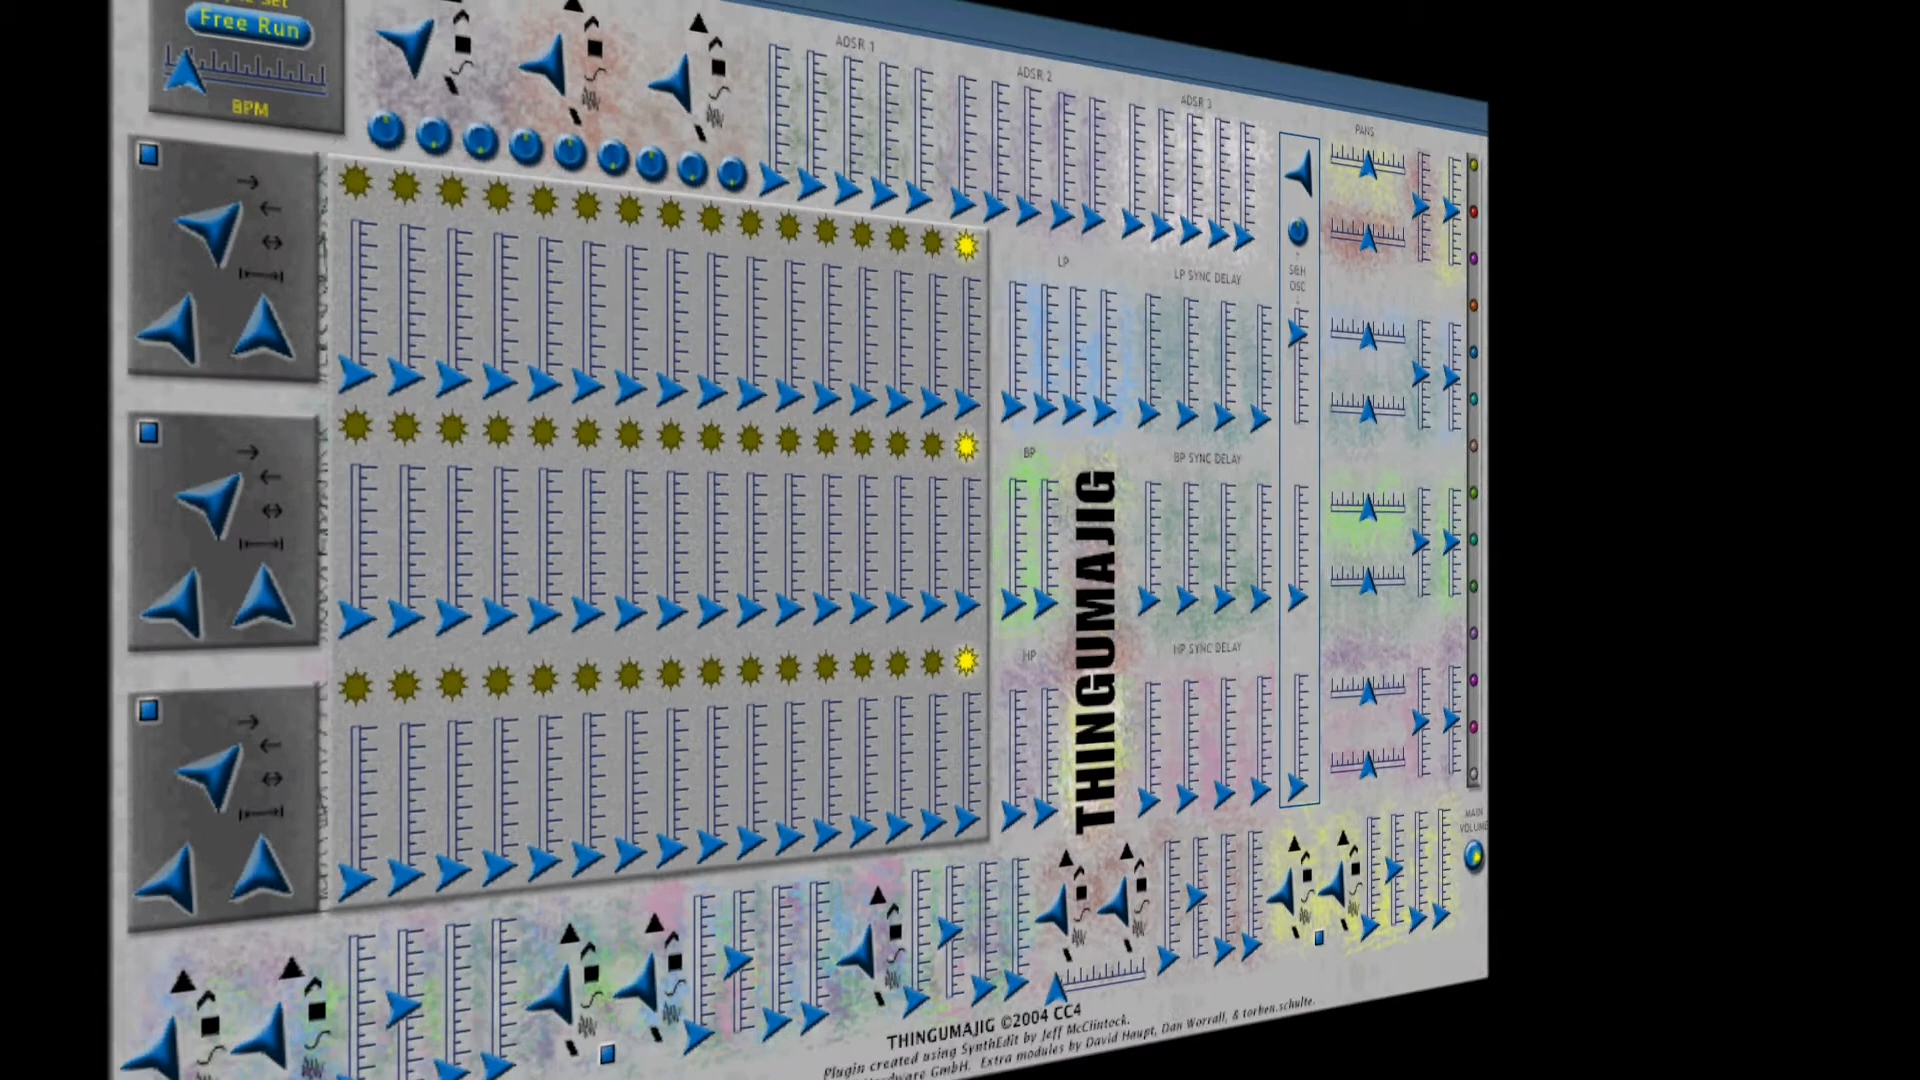 Free Run
BPM
ADSR 1
ADSR 2
ADSR 3
PANS
LP
LP SYNC DELAY
S&H
OSC
BP
BP SYNC DELAY
THINGUMAJIG
HP
HP SYNC DELAY
MAIN
VOLUME
THINGUMAJIG ©2004 CC4
Plugin created using SynthEdit by Jeff McClintock.
GmbH. Extra modules by David Haupt, Dan Worrall, & torben.schulte.